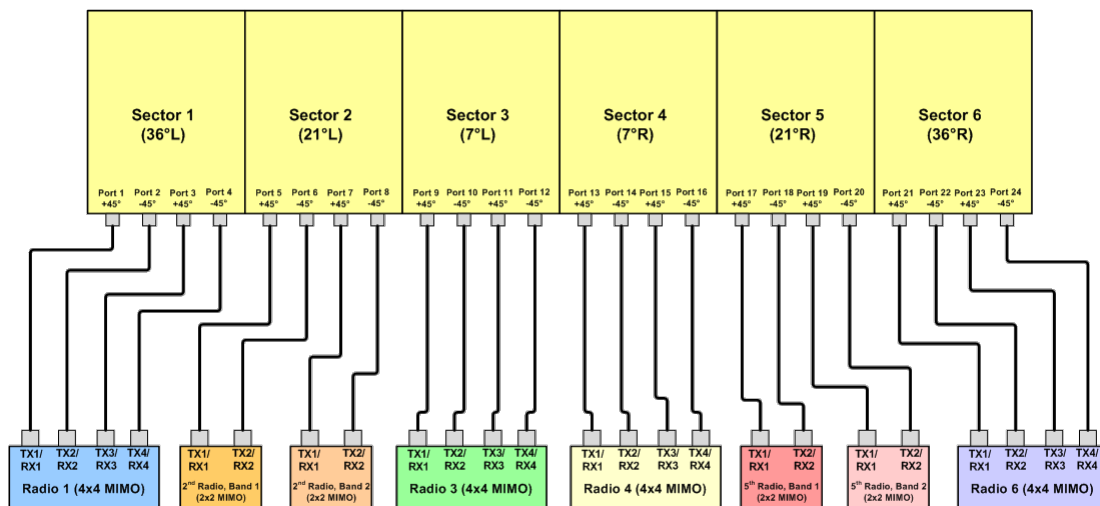 Sector 1
(36°L)
Sector 2
(21°L)
Sector 3
(7°L)
Sector 4
(7°R)
Sector 5
(21°R)
Sector 6
(36°R)
Port 1 Port 2 Port 3 Port 4 Port 5 Port 6 Port 7 Port 8 Port 9 Port 10 Port 11 Port 12 Port 13 Port 14 Port 15 Port 16 Port 17 Port 18 Port 19 Port 20 Port 21 Port 22 Port 23 Port 24
+45° -45° +45° -45° +45° -45° +45° -45° +45° -45° +45° -45° +45° -45° +45° -45° +45° -45° +45° -45° +45° -45° +45° -45°
TX1/ TX2/ TX3/ TX4/
RX1 RX2 RX3 RX4
Radio 1 (4x4 MIMO)
TX1/ TX2/
RX1 RX2
2nd Radio, Band 1
(2x2 MIMO)
TX1/ TX2/
RX1 RX2
2nd Radio, Band 2
(2x2 MIMO)
TX1/ TX2/ TX3/ TX4/
RX1 RX2 RX3 RX4
Radio 3 (4x4 MIMO)
TX1/ TX2/ TX3/ TX4/
RX1 RX2 RX3 RX4
Radio 4 (4x4 MIMO)
TX1/ TX2/
RX1 RX2
5th Radio, Band 1
(2x2 MIMO)
TX1/ TX2/
RX1 RX2
5th Radio, Band 2
(2x2 MIMO)
TX1/ TX2/ TX3/ TX4/
RX1 RX2 RX3 RX4
Radio 6 (4x4 MIMO)